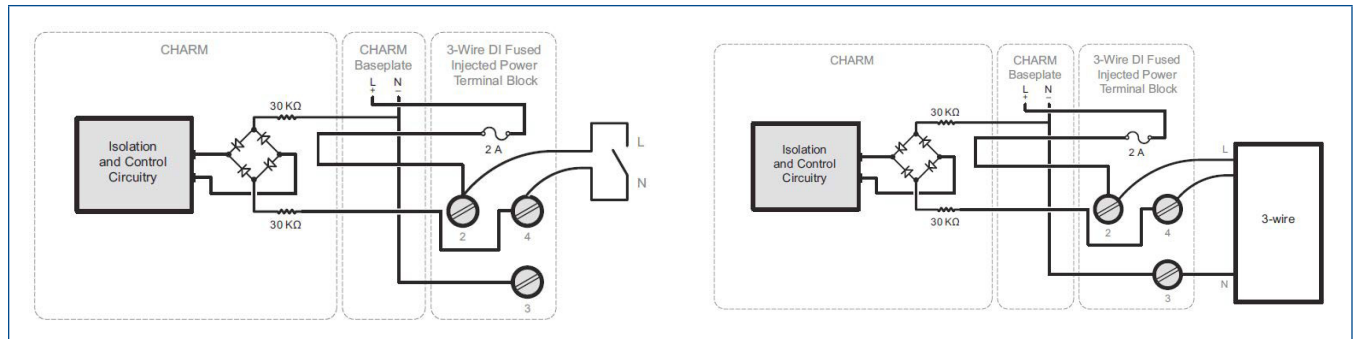 CHARM
CHARM
Baseplate
L N
+ –
3-Wire DI Fused
Injected Power
Terminal Block
30 KΩ
Isolation
and Control
Circuitry
2 A
L
N
30 KΩ
2
4
3
CHARM
CHARM
Baseplate
L N
+ –
3-Wire DI Fused
Injected Power
Terminal Block
30 KΩ
Isolation
and Control
Circuitry
2 A
L
30 KΩ
2
4
3-wire
N
3